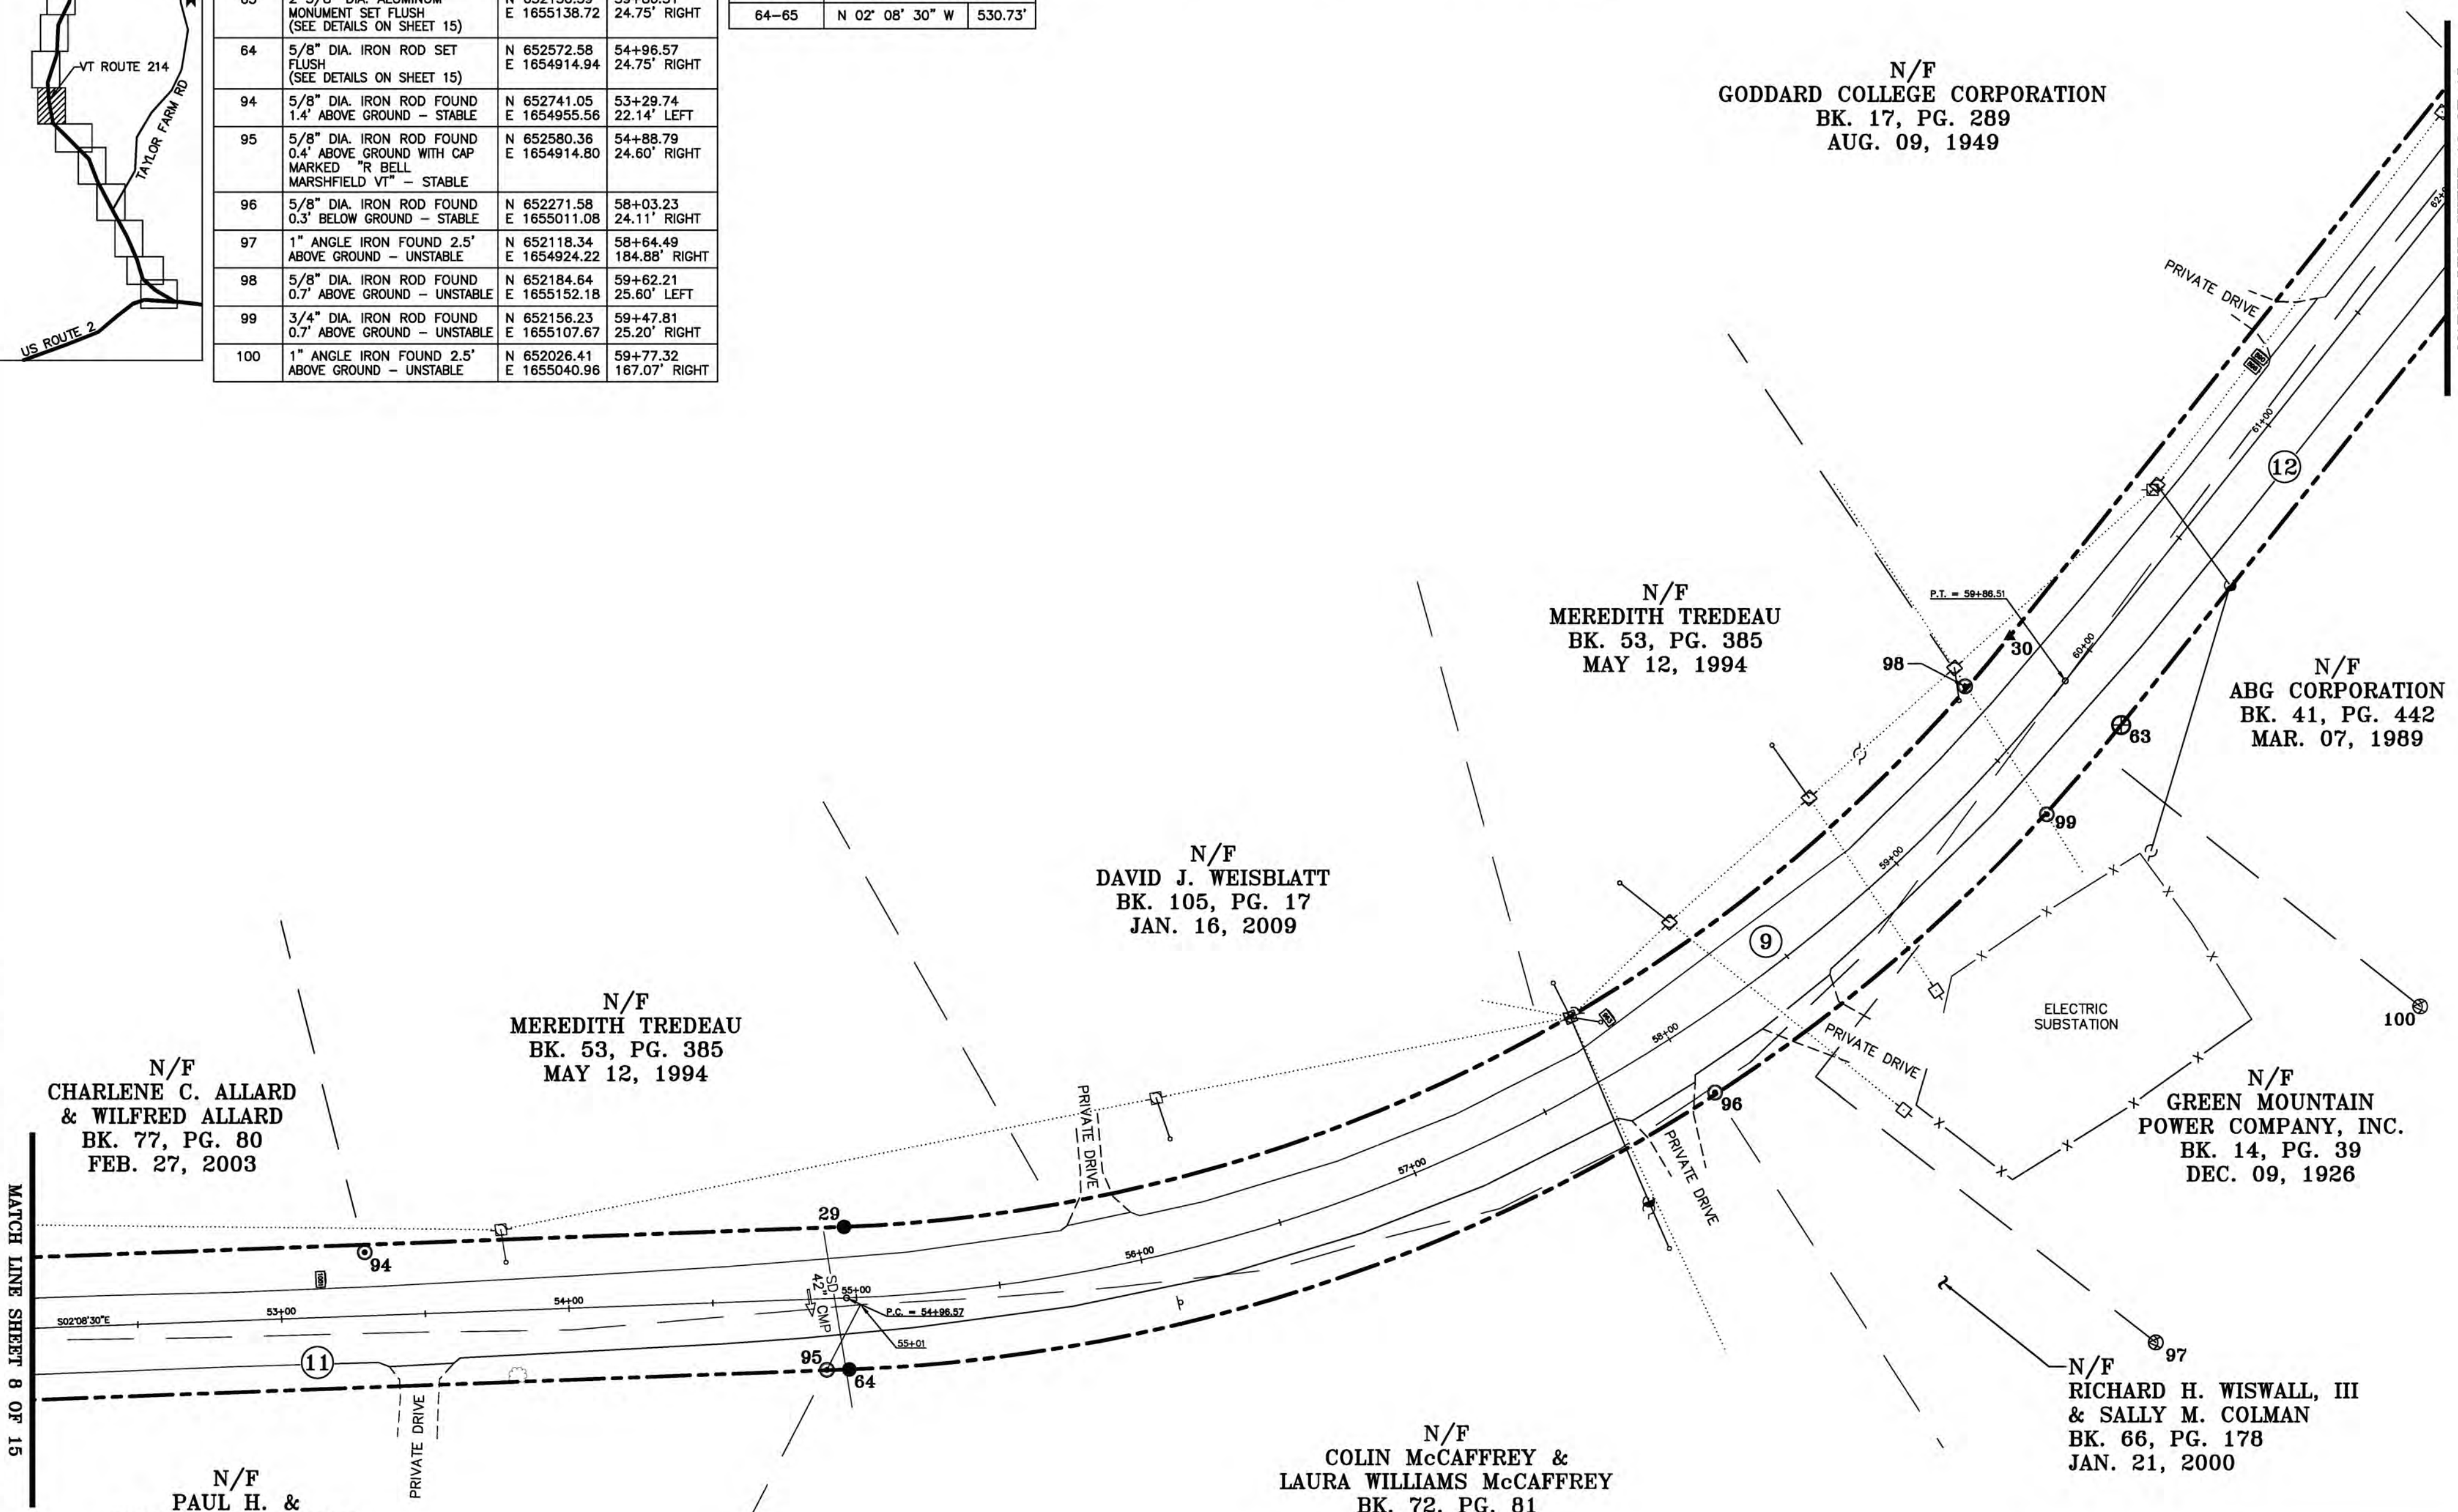 VT ROUTE 214
TAYLOR FARM RD
US ROUTE 2
MONUMENT SET FLUSH
(SEE DETAILS ON SHEET 15)
E 1655138.72
24.75' RIGHT
64
5/8" DIA. IRON ROD SET
FLUSH
(SEE DETAILS ON SHEET 15)
N 652572.58
E 1654914.94
54+96.57
24.75' RIGHT
94
5/8" DIA. IRON ROD FOUND
1.4' ABOVE GROUND – STABLE
N 652741.05
E 1654955.56
53+29.74
22.14' LEFT
95
5/8" DIA. IRON ROD FOUND
0.4' ABOVE GROUND WITH CAP
MARKED "R BELL
MARSHFIELD VT" – STABLE
N 652580.36
E 1654914.80
54+88.79
24.60' RIGHT
96
5/8" DIA. IRON ROD FOUND
0.3' BELOW GROUND – STABLE
N 652271.58
E 1655011.08
58+03.23
24.11' RIGHT
97
1" ANGLE IRON FOUND 2.5'
ABOVE GROUND – UNSTABLE
N 652118.34
E 1654924.22
58+64.49
184.88' RIGHT
98
5/8" DIA. IRON ROD FOUND
0.7' ABOVE GROUND – UNSTABLE
N 652184.64
E 1655152.18
59+62.21
25.60' LEFT
99
3/4" DIA. IRON ROD FOUND
0.7' ABOVE GROUND – UNSTABLE
N 652156.23
E 1655107.67
59+47.81
25.20' RIGHT
100
1" ANGLE IRON FOUND 2.5'
ABOVE GROUND – UNSTABLE
N 652026.41
E 1655040.96
59+77.32
167.07' RIGHT
64–65
N 02° 08' 30" W
530.73'
N/F
GODDARD COLLEGE CORPORATION
BK. 17, PG. 289
AUG. 09, 1949
PRIVATE DRIVE
61+00
12
N/F
MEREDITH TREDEAU
BK. 53, PG. 385
MAY 12, 1994
P.T. = 59+86.51
30
60+00
98
N/F
ABG CORPORATION
BK. 41, PG. 442
MAR. 07, 1989
63
99
59+00
N/F
DAVID J. WEISBLATT
BK. 105, PG. 17
JAN. 16, 2009
9
ELECTRIC
SUBSTATION
100
58+00
PRIVATE DRIVE
96
N/F
GREEN MOUNTAIN
POWER COMPANY, INC.
BK. 14, PG. 39
DEC. 09, 1926
N/F
MEREDITH TREDEAU
BK. 53, PG. 385
MAY 12, 1994
N/F
CHARLENE C. ALLARD
& WILFRED ALLARD
BK. 77, PG. 80
FEB. 27, 2003
PRIVATE DRIVE
PRIVATE DRIVE
57+00
56+00
29
94
SD
42" CMP
55+00
P.C. = 54+96.57
55+01
54+00
53+00
S02°08'30"E
11
95
64
PRIVATE DRIVE
MATCH LINE SHEET 8 OF 15
97
N/F
RICHARD H. WISWALL, III
& SALLY M. COLMAN
BK. 66, PG. 178
JAN. 21, 2000
N/F
COLIN McCAFFREY &
LAURA WILLIAMS McCAFFREY
BK. 72, PG. 81
N/F
PAUL H. &